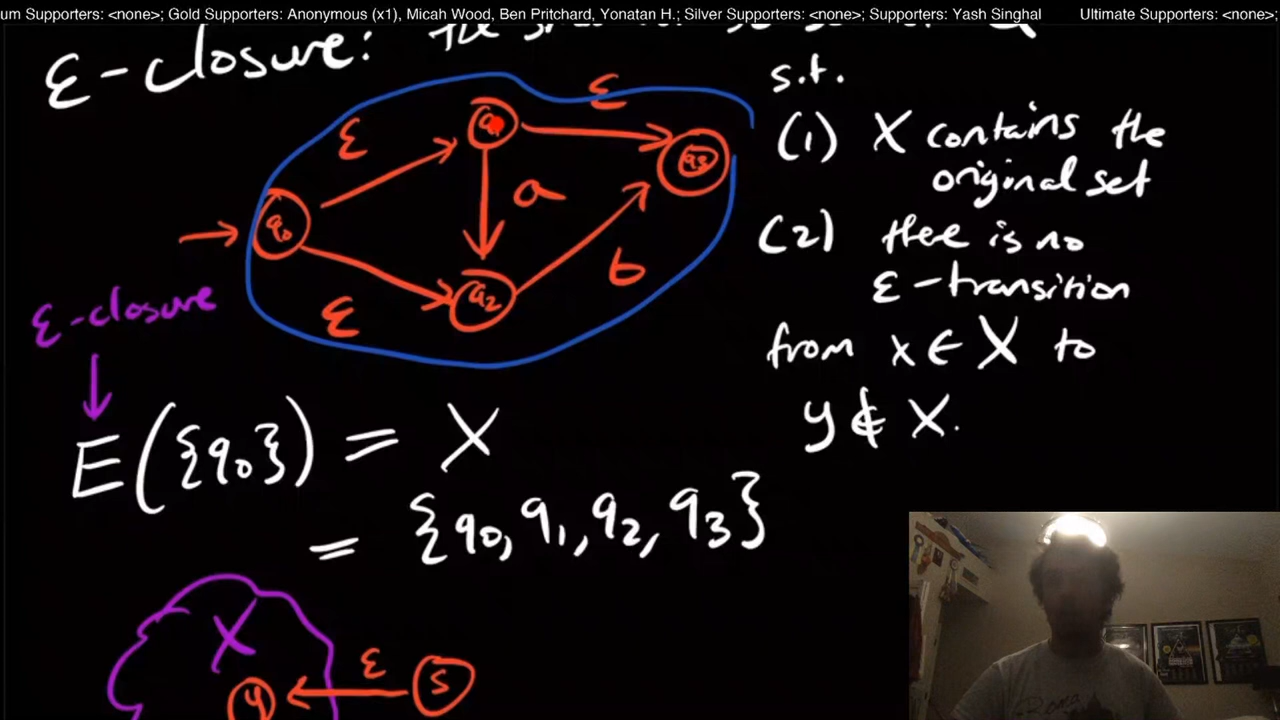 um Supporters: <none>; Gold Supporters: Anonymous (x1), Micah Wood, Ben Pritchard, Yonatan H.; Silver Supporters: <none>; Supporters: Yash Singhal Ultimate Supporters: <none>;
ε-closure: the
s.t.
(1) X contains the
original set
(2) thee is no
ε-transition
from x ∈ X to
y ∉ X.
ε
ε
q1
q3
a
q0
b
q2
ε
ε-closure
E({q0}) = X
= {q0, q1, q2, q3}
X
ε
s
y